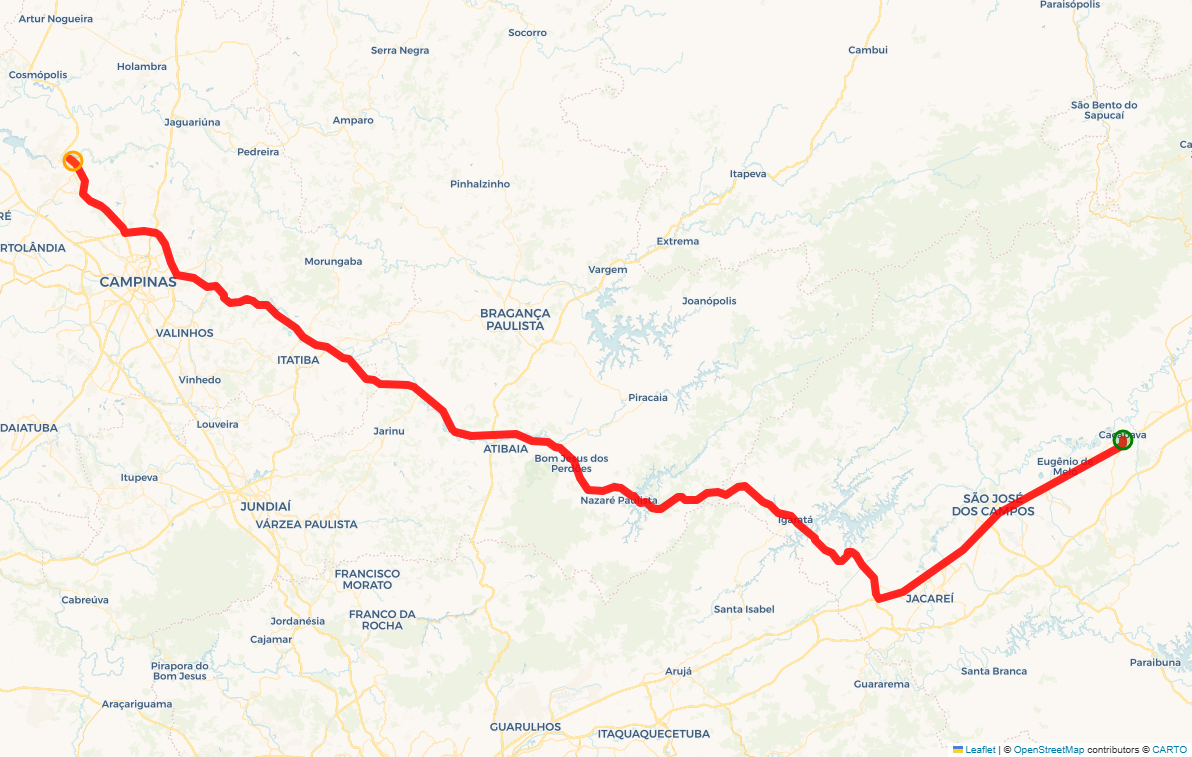 Artur Nogueira
Paraisópolis
Socorro
Serra Negra
Cambui
Holambra
Cosmópolis
São Bento do
Sapucaí
Jaguariúna
Amparo
Pedreira
Ca
Itapeva
Pinhalzinho
RÉ
Extrema
RTOLÂNDIA
Morungaba
Vargem
CAMPINAS
Joanópolis
BRAGANÇA
PAULISTA
VALINHOS
ITATIBA
Vinhedo
Piracaia
Louveira
DAIATUBA
Jarinu
Caçapava
ATIBAIA
Bom Jesus dos
Perdões
Eugênio de
Melo
Itupeva
Nazaré Paulista
SÃO JOSÉ
DOS CAMPOS
JUNDIAÍ
VÁRZEA PAULISTA
Igaratá
FRANCISCO
MORATO
Cabreúva
JACAREÍ
Santa Isabel
FRANCO DA
ROCHA
Jordanésia
Cajamar
Pirapora do
Bom Jesus
Arujá
Santa Branca
Paraibuna
Guararema
Araçariguama
GUARULHOS
ITAQUAQUECETUBA
Leaflet | © OpenStreetMap contributors © CARTO